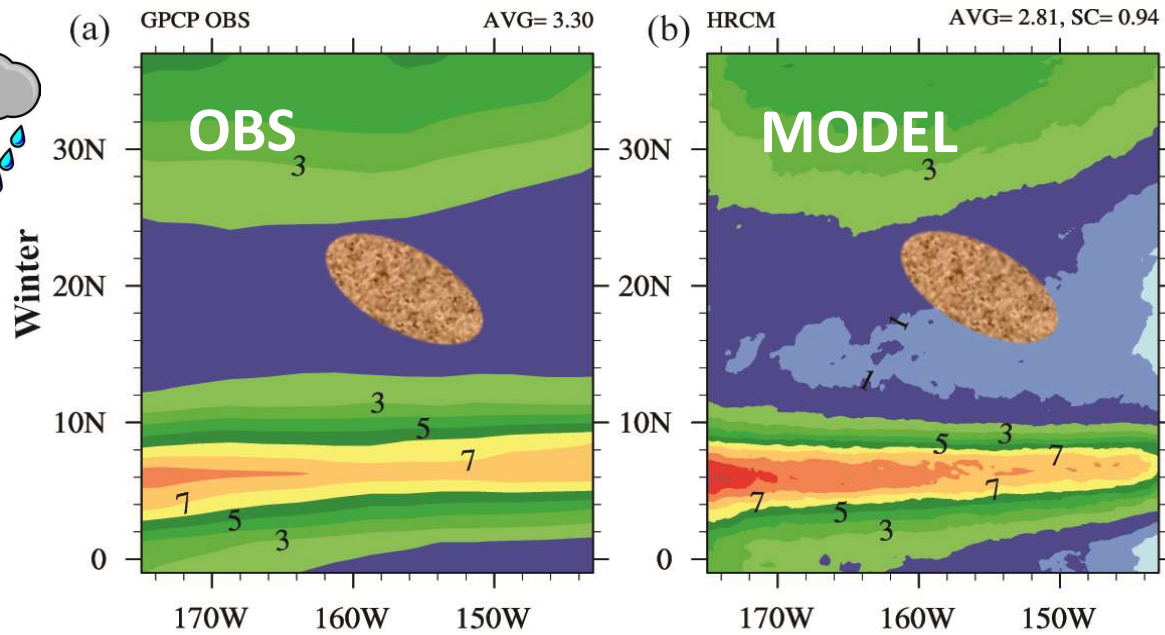 (a) GPCP OBS AVG= 3.30
(b) HRCM AVG= 2.81, SC= 0.94
Winter
OBS
30N
3
20N
3
10N
5
7
7
5
3
0
170W 160W 150W
MODEL
30N
3
20N
1
1
10N
3
5
7
7
7
5
3
0
170W 160W 150W